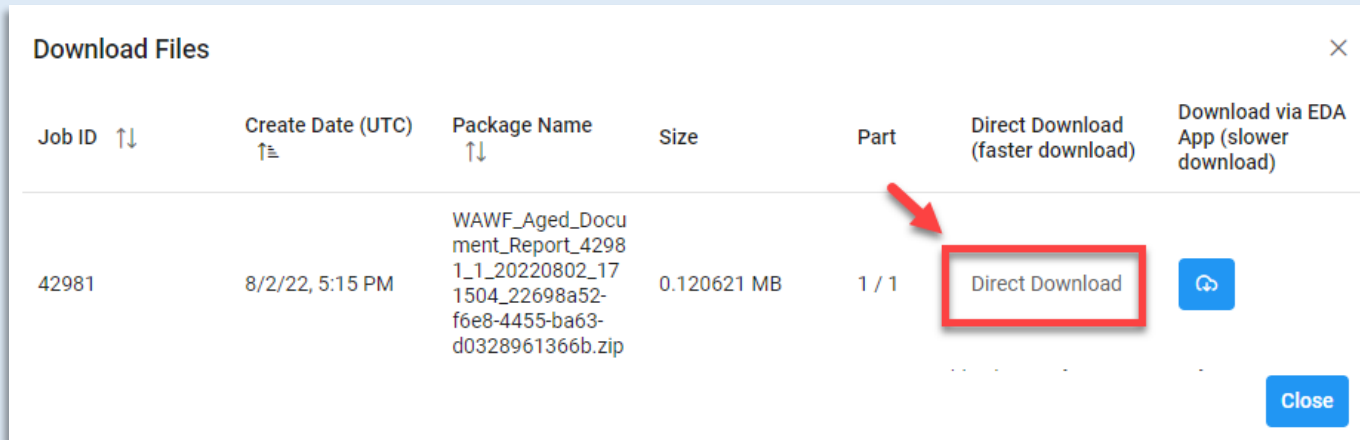 Download Files
Job ID
Create Date (UTC)
Package Name
Size
Part
Direct Download
(faster download)
Download via EDA
App (slower
download)
42981
8/2/22, 5:15 PM
WAWF_Aged_Docu
ment_Report_4298
1_1_20220802_17
1504_22698a52-
f6e8-4455-ba63-
d0328961366b.zip
0.120621 MB
1 / 1
Direct Download
Close